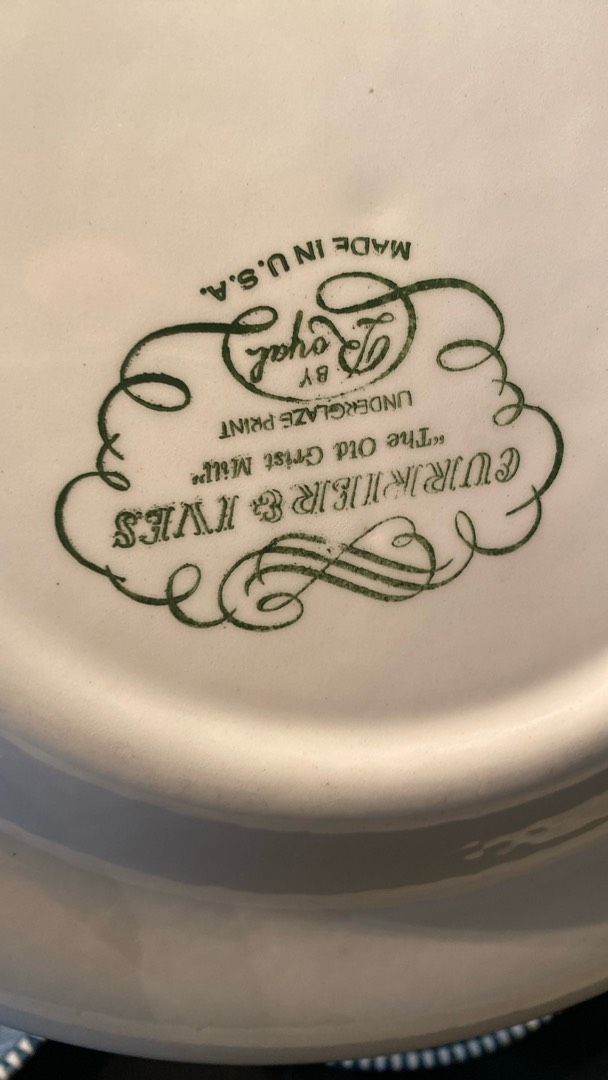 CURRIER & IVES
"The Old Grist Mill"
UNDERGLAZE PRINT
BY
Royal
MADE IN U.S.A.